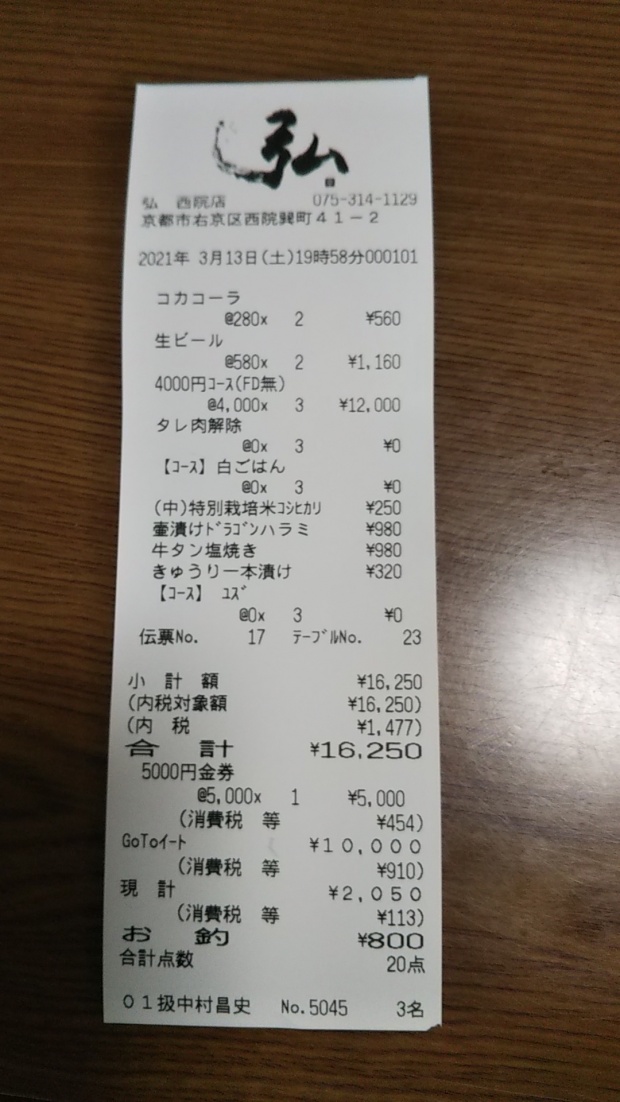 弘
弘 西院店 075-314-1129
京都市右京区西院巽町41-2
2021年 3月13日(土)19時58分000101
コカコーラ
@280x 2 ¥560
生ビール
@580x 2 ¥1,160
4000円ｺｰｽ(FD無)
@4,000x 3 ¥12,000
タレ肉解除
@0x 3 ¥0
【ｺｰｽ】白ごはん
@0x 3 ¥0
(中)特別栽培米ｺｼﾋｶﾘ ¥250
壷漬けﾄﾞﾗｺﾞﾝハラミ ¥980
牛タン塩焼き ¥980
きゅうり一本漬け ¥320
【ｺｰｽ】 ﾕｽﾞ
@0x 3 ¥0
伝票No. 17 ﾃｰﾌﾞﾙNo. 23
小 計 額 ¥16,250
(内税対象額 ¥16,250)
(内 税 ¥1,477)
合 計 ¥16,250
5000円金券
@5,000x 1 ¥5,000
(消費税 等 ¥454)
GoToｲｰﾄ ¥10,000
(消費税 等 ¥910)
現 計 ¥2,050
(消費税 等 ¥113)
お 釣 ¥800
合計点数 20点
01扱中村昌史 No.5045 3名